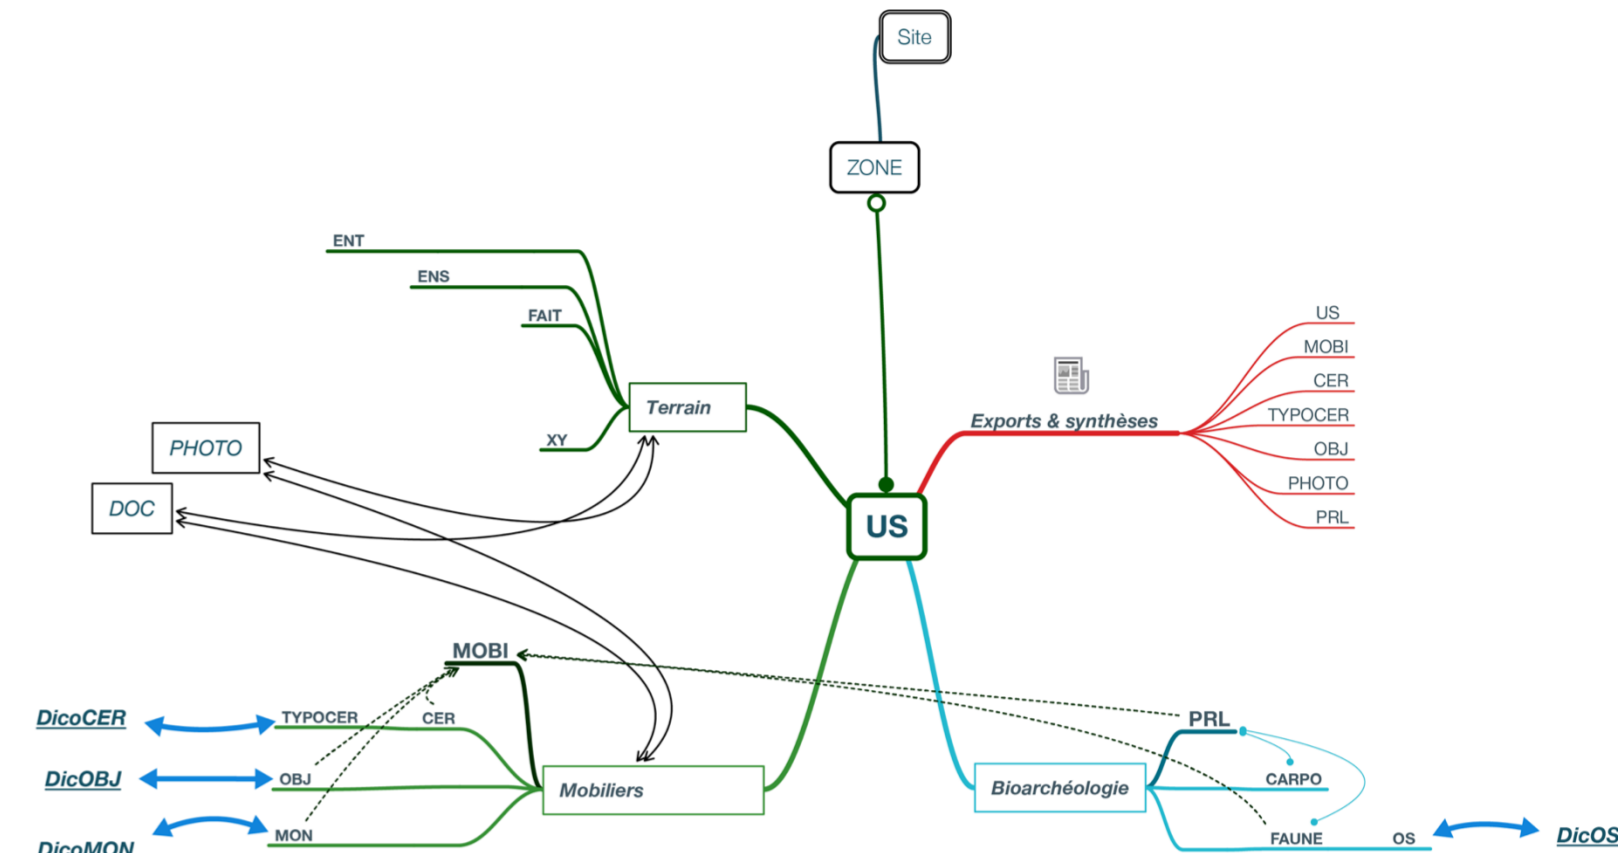 Site
ZONE
ENT
ENS
FAIT
XY
Terrain
PHOTO
DOC
US
Exports & synthèses
US
MOBI
CER
TYPOCER
OBJ
PHOTO
PRL
MOBI
DicoCER
TYPOCER
CER
DicOBJ
OBJ
Mobiliers
DicoMON
MON
Bioarchéologie
PRL
CARPO
FAUNE
OS
DicOS